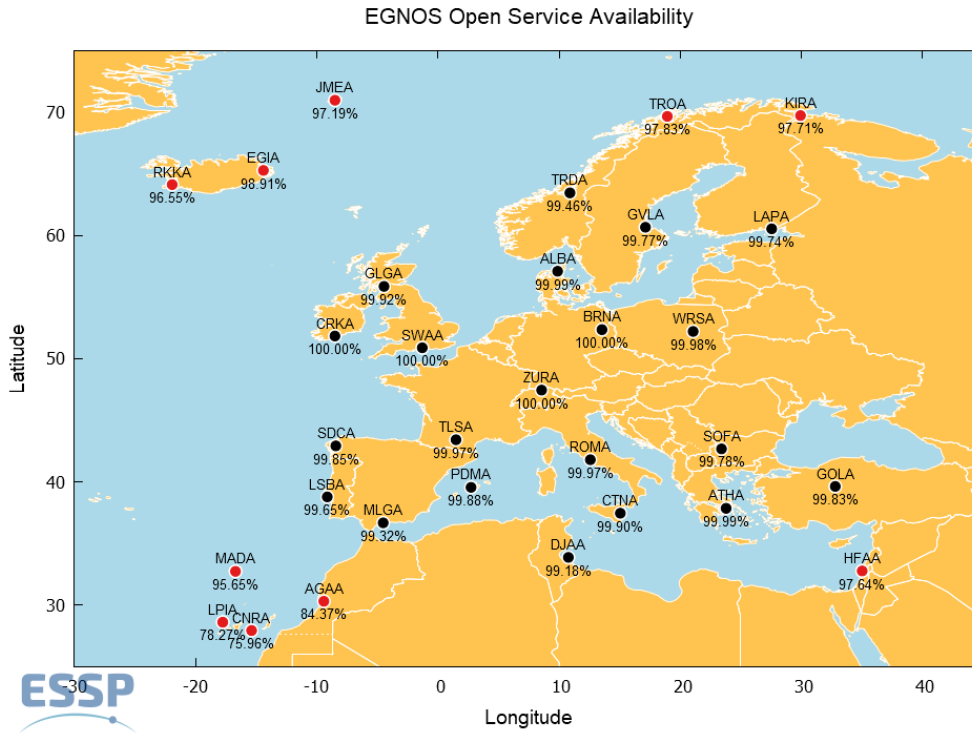 EGNOS Open Service Availability
70
60
50
40
30
Latitude
JMEA
97.19%
TROA
97.83%
KIRA
97.71%
EGIA
98.91%
RKKA
96.55%
TRDA
99.46%
GVLA
99.77%
LAPA
99.74%
ALBA
99.99%
GLGA
99.92%
CRKA
100.00%
SWAA
100.00%
BRNA
100.00%
WRSA
99.98%
ZURA
100.00%
TLSA
99.97%
SDCA
99.85%
ROMA
99.97%
SOFA
99.78%
PDMA
99.88%
LSBA
99.65%
GOLA
99.83%
MLGA
99.32%
CTNA
99.90%
ATHA
99.99%
DJAA
99.18%
MADA
95.65%
HFAA
97.64%
AGAA
84.37%
LPIA
78.27%
CNRA
75.96%
-30
-20
-10
0
10
20
30
40
Longitude
ESSP